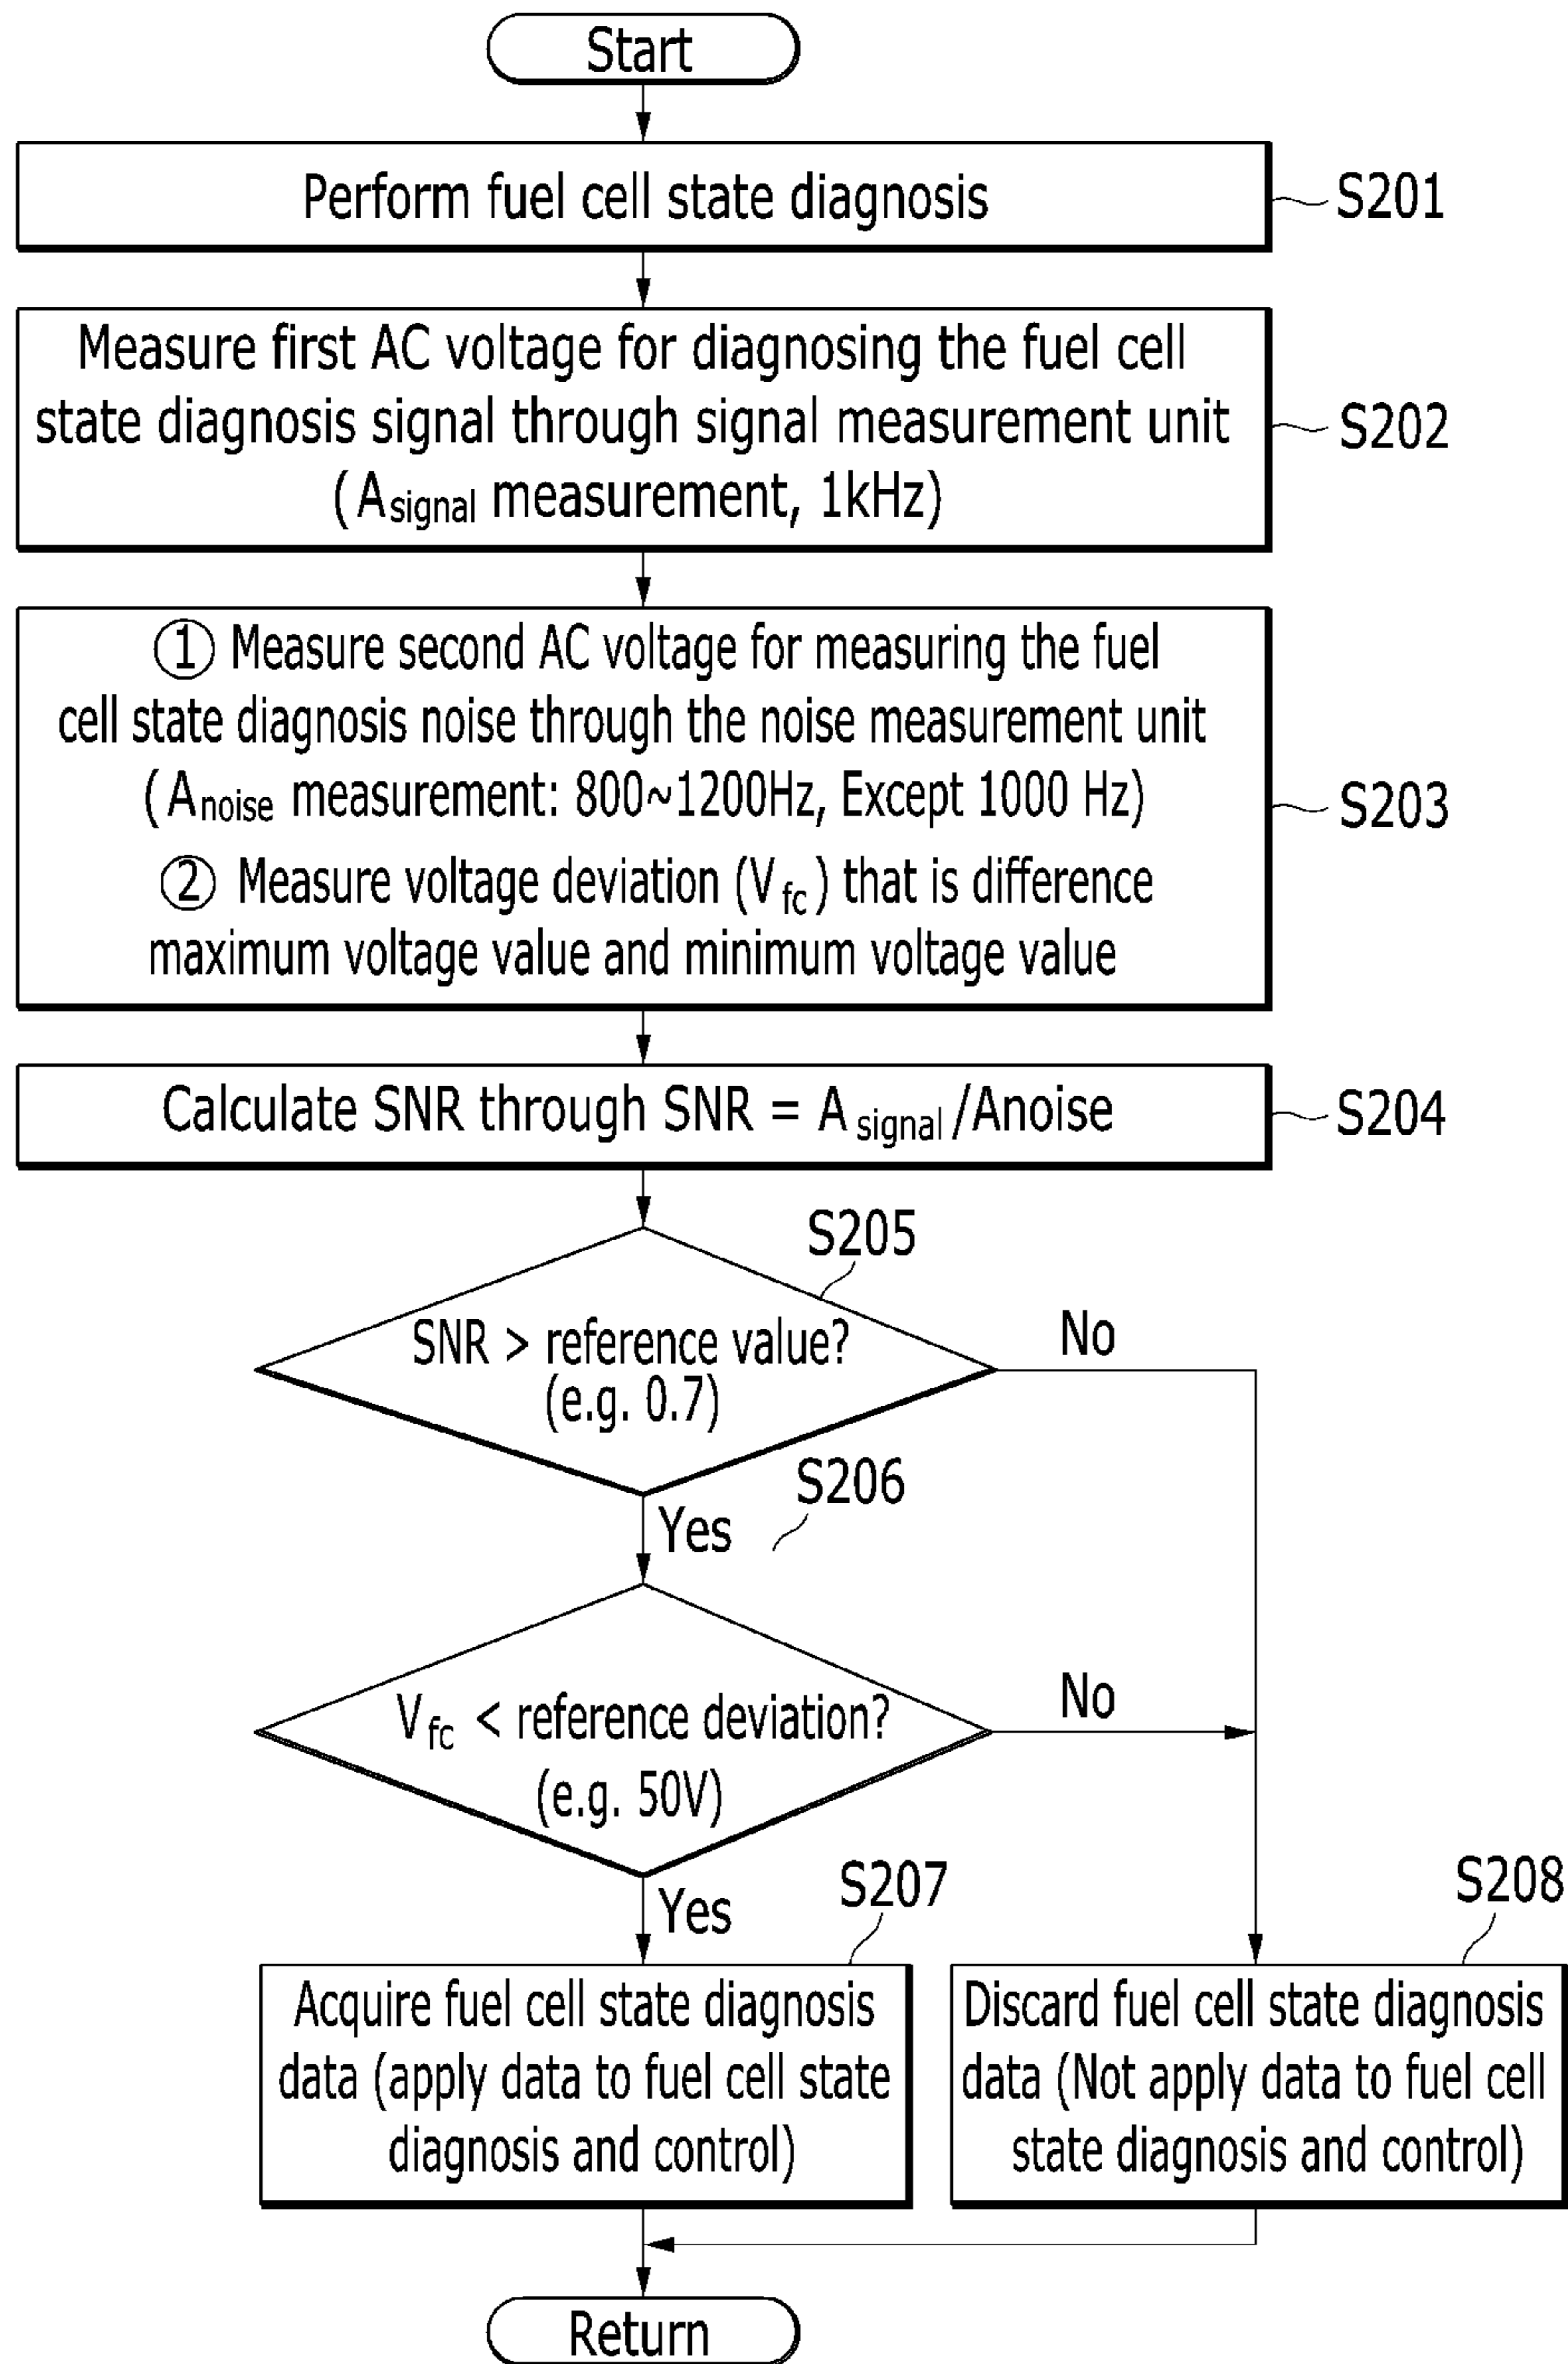 Start
Perform fuel cell state diagnosis
S201
Measure first AC voltage for diagnosing the fuel cell
state diagnosis signal through signal measurement unit
(Asignal measurement, 1kHz)
S202
① Measure second AC voltage for measuring the fuel
cell state diagnosis noise through the noise measurement unit
(Anoise measurement: 800~1200Hz, Except 1000 Hz)
② Measure voltage deviation (Vfc) that is difference
maximum voltage value and minimum voltage value
S203
Calculate SNR through SNR = Asignal/Anoise
S204
S205
SNR > reference value?
(e.g. 0.7)
No
Yes
S206
Vfc < reference deviation?
(e.g. 50V)
No
Yes
S207
Acquire fuel cell state diagnosis
data (apply data to fuel cell state
diagnosis and control)
S208
Discard fuel cell state diagnosis
data (Not apply data to fuel cell
state diagnosis and control)
Return